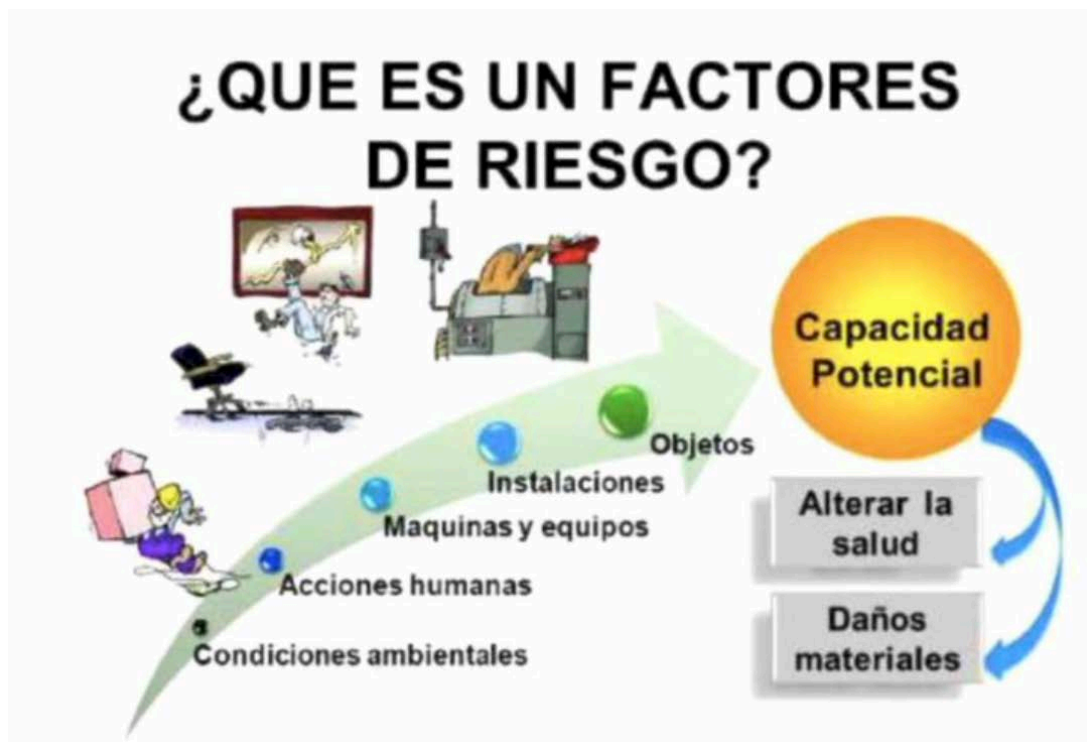 ¿QUE ES UN FACTORES
DE RIESGO?
Capacidad
Potencial
Objetos
Instalaciones
Maquinas y equipos
Acciones humanas
Condiciones ambientales
Alterar la
salud
Daños
materiales